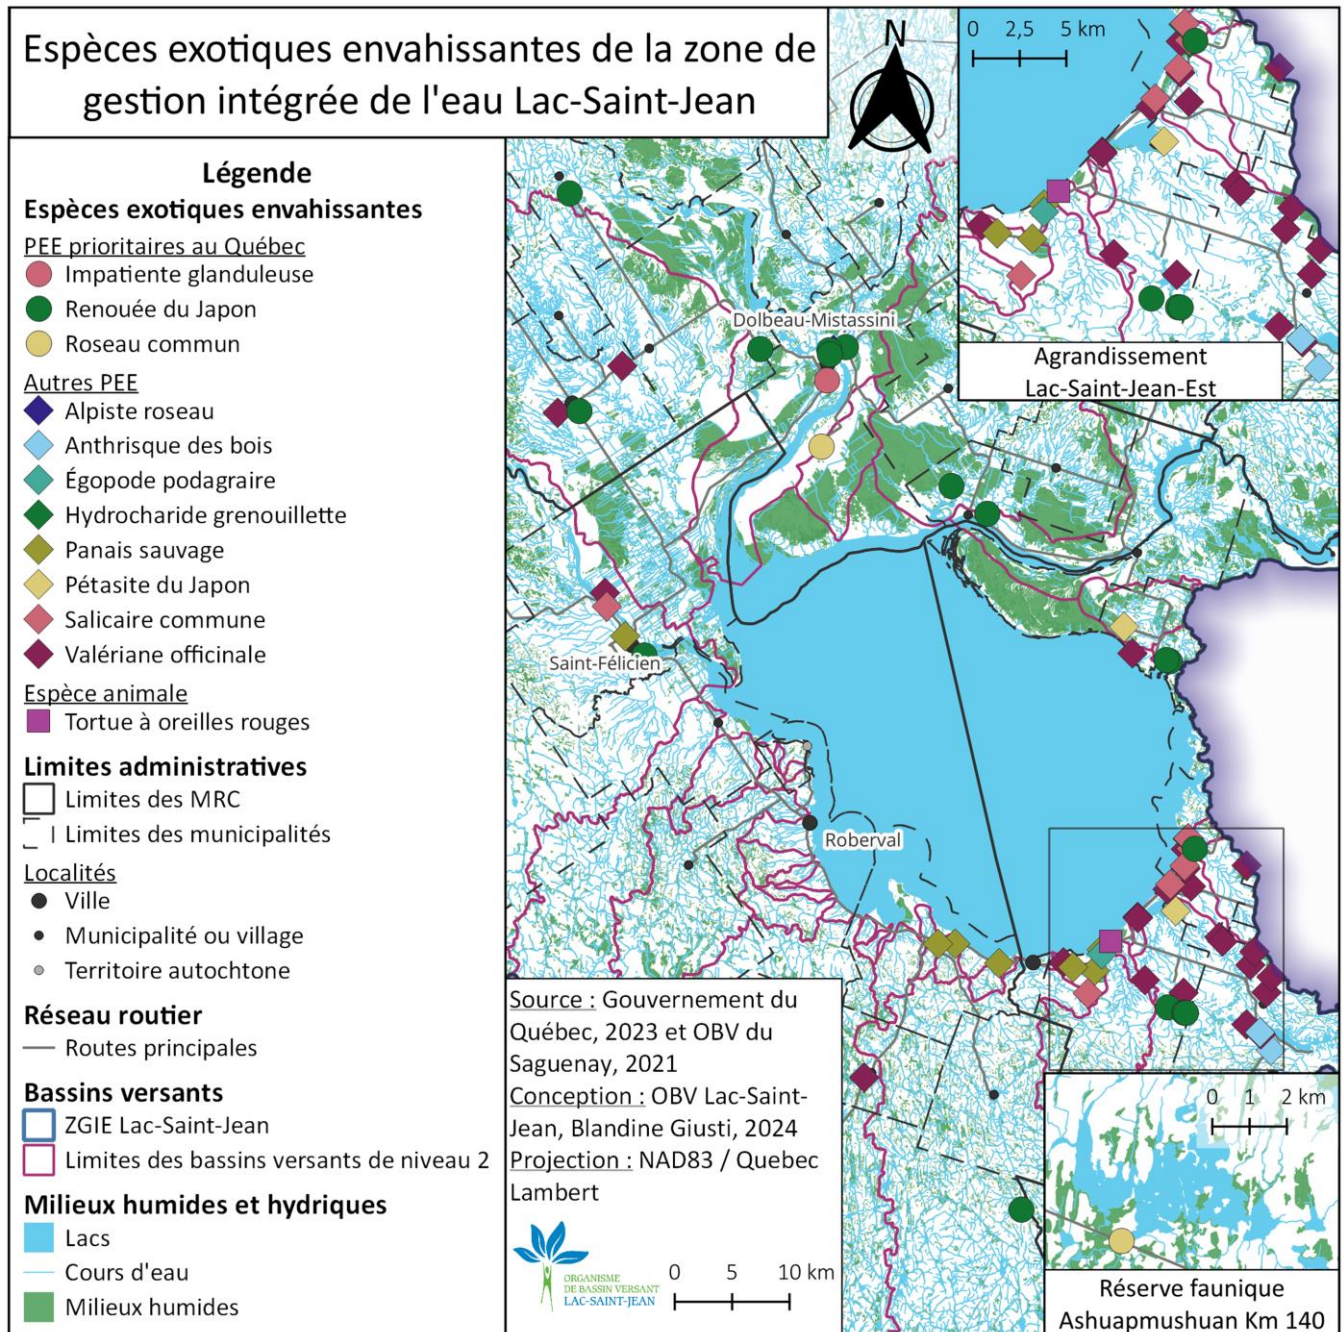 Espèces exotiques envahissantes de la zone de
gestion intégrée de l'eau Lac-Saint-Jean
Légende
Espèces exotiques envahissantes
PEE prioritaires au Québec
Impatiente glanduleuse
Renouée du Japon
Roseau commun
Autres PEE
Alpiste roseau
Anthrisque des bois
Égopode podagraire
Hydrocharide grenouillette
Panais sauvage
Pétasite du Japon
Salicaire commune
Valériane officinale
Espèce animale
Tortue à oreilles rouges
Limites administratives
Limites des MRC
Limites des municipalités
Localités
Ville
Municipalité ou village
Territoire autochtone
Réseau routier
Routes principales
Bassins versants
ZGIE Lac-Saint-Jean
Limites des bassins versants de niveau 2
Milieux humides et hydriques
Lacs
Cours d'eau
Milieux humides
N
0 2,5 5 km
Agrandissement
Lac-Saint-Jean-Est
Dolbeau-Mistassini
Saint-Félicien
Roberval
Source : Gouvernement du
Québec, 2023 et OBV du
Saguenay, 2021
Conception : OBV Lac-Saint-
Jean, Blandine Giusti, 2024
Projection : NAD83 / Quebec
Lambert
ORGANISME
DE BASSIN VERSANT
LAC-SAINT-JEAN
0 5 10 km
0 1 2 km
Réserve faunique
Ashuapmushuan Km 140